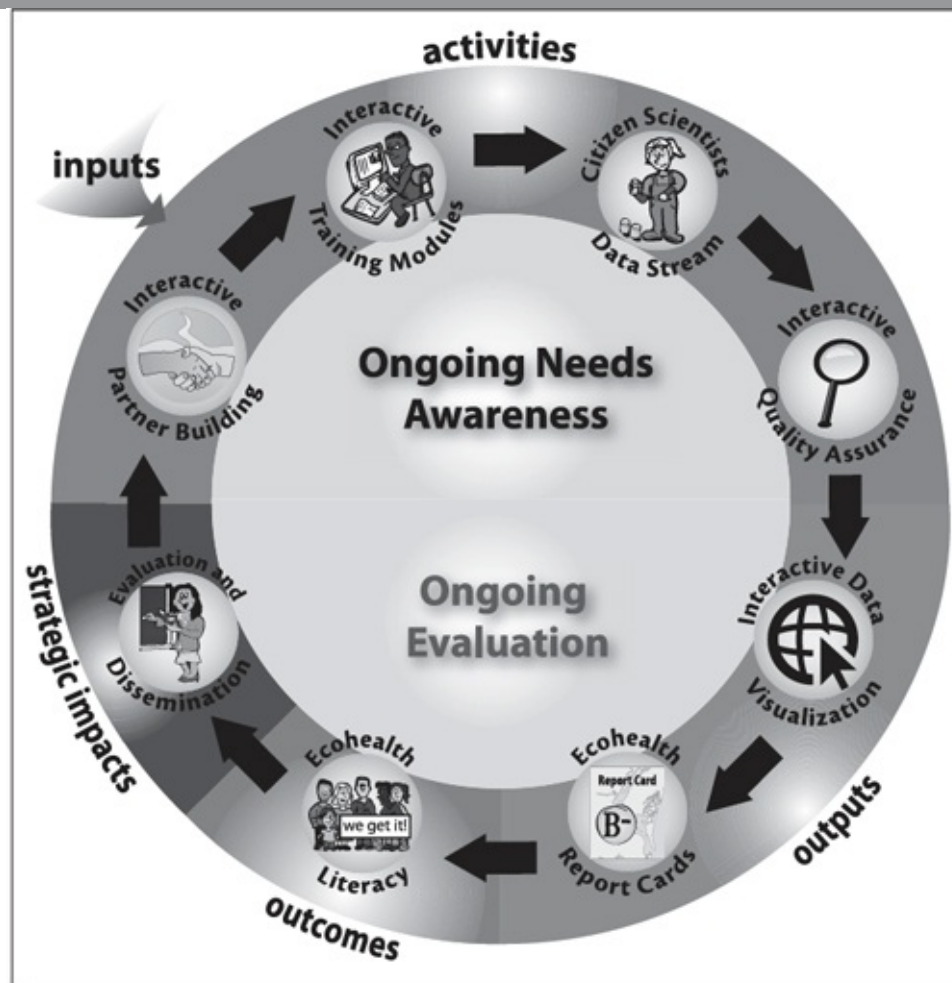 activities
inputs
Interactive
Training Modules
Citizen Scientists
Data Stream
Interactive
Partner Building
Interactive
Quality Assurance
Ongoing Needs
Awareness
Ongoing
Evaluation
Interactive Data
Visualization
Evaluation and
Dissemination
strategic impacts
Ecohealth
Report Card
B-
Report Cards
Ecohealth
we get it!
Literacy
outputs
outcomes